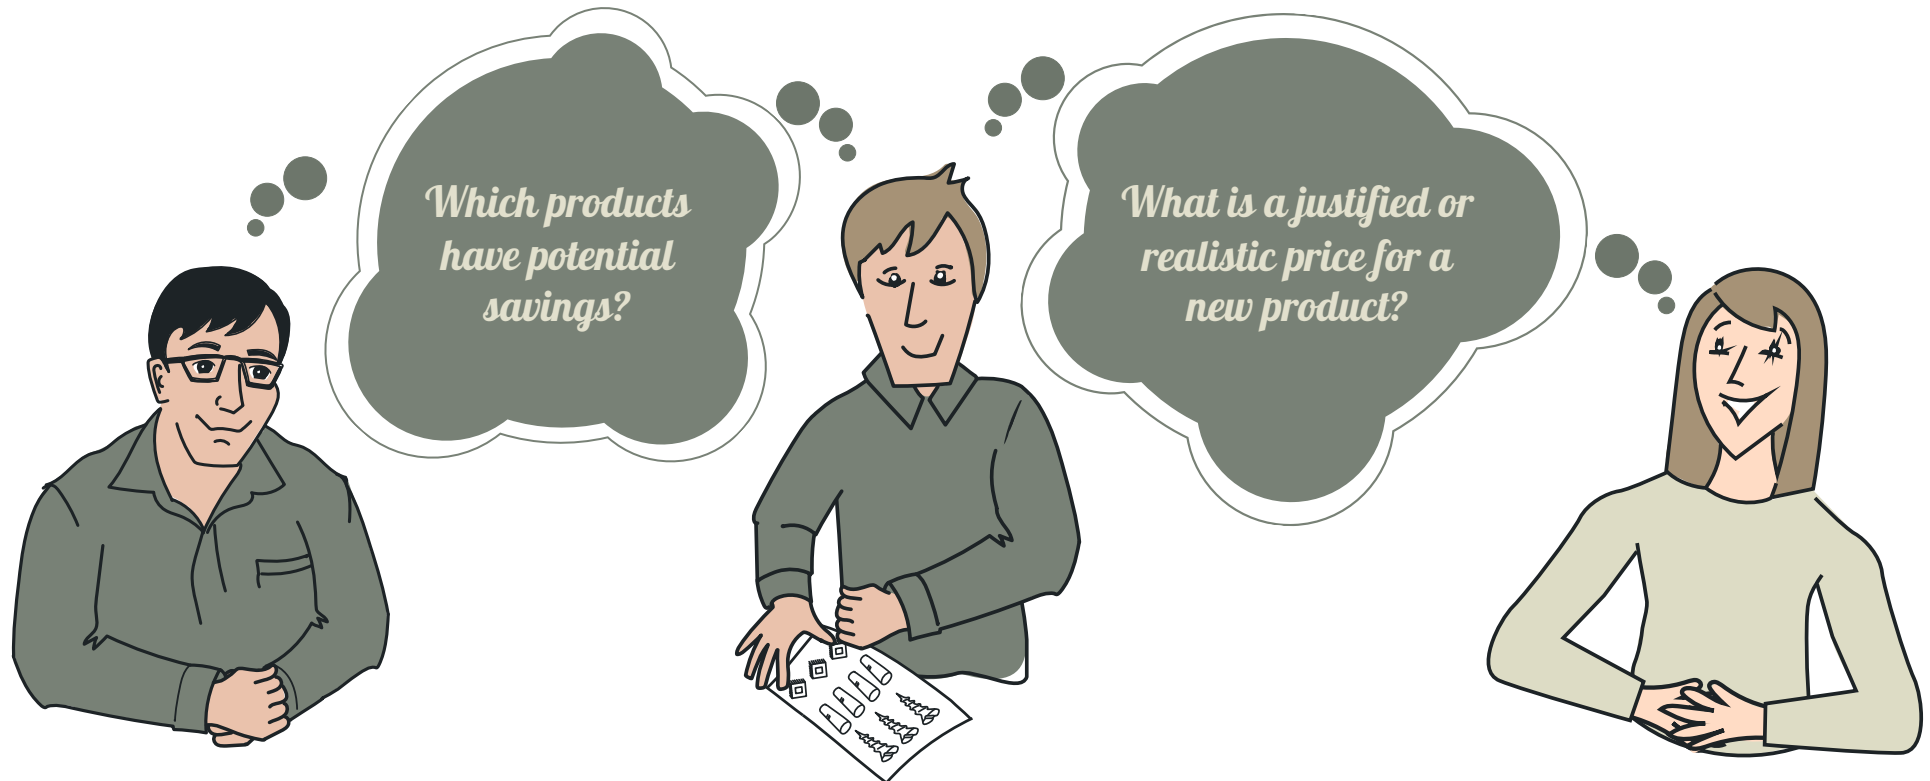 Which products
have potential
savings?
What is a justified or
realistic price for a
new product?